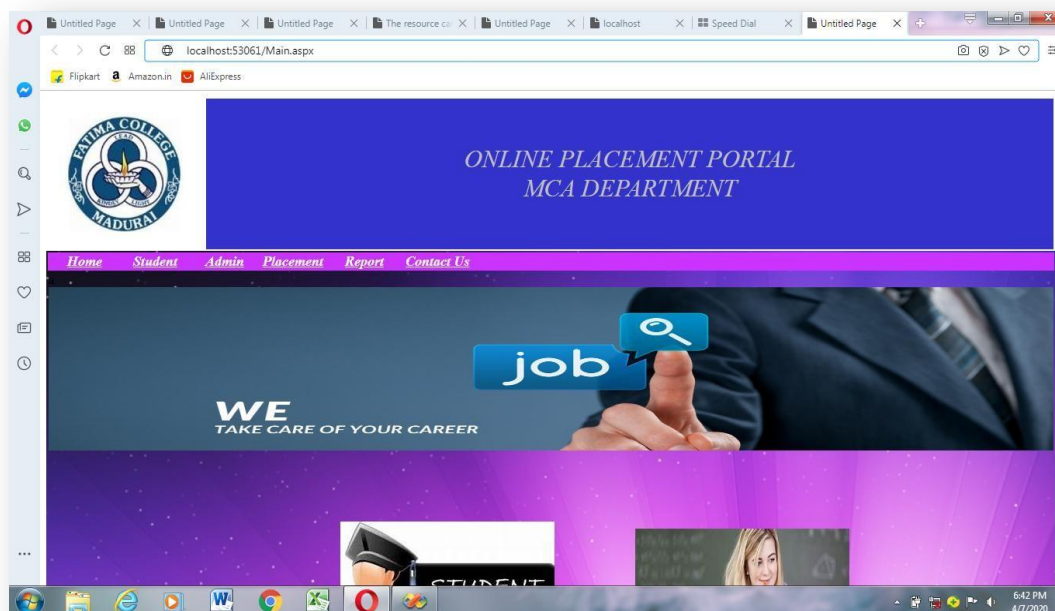 Untitled Page
Untitled Page
Untitled Page
The resource ca
Untitled Page
localhost
Speed Dial
Untitled Page
localhost:53061/Main.aspx
Flipkart
a Amazon.in
AliExpress
FATIMA COLLEGE
LEAD
MADURAI
ONLINE PLACEMENT PORTAL
MCA DEPARTMENT
Home Student Admin Placement Report Contact Us
job
WE
TAKE CARE OF YOUR CAREER
STUDENT
6:42 PM
4/7/2020